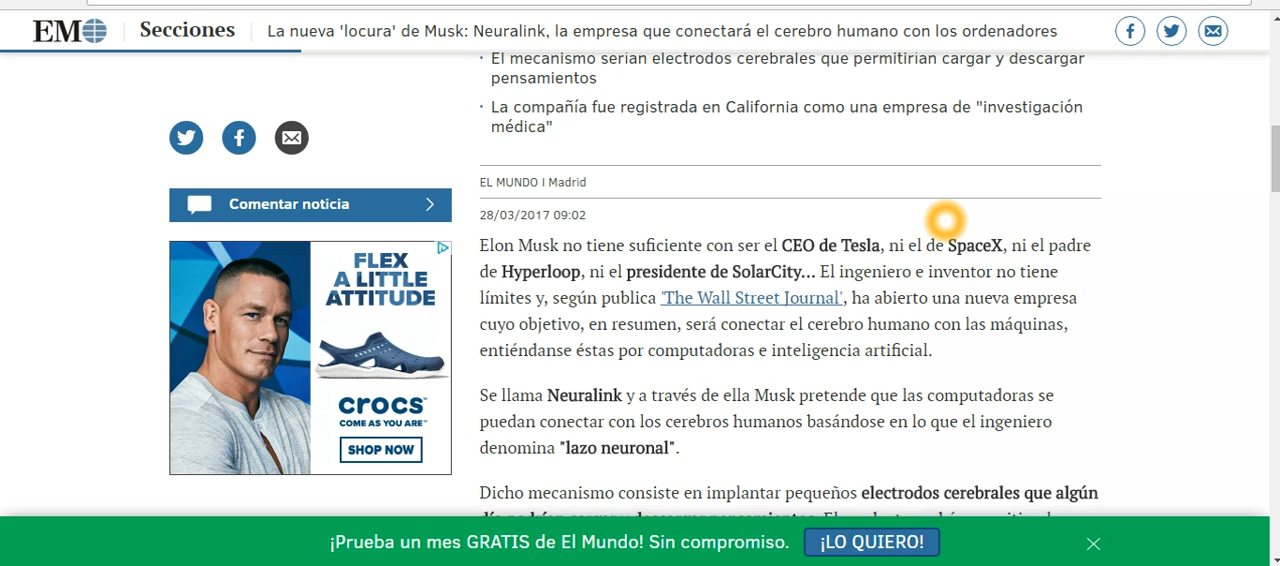 EM
Secciones
La nueva 'locura' de Musk: Neuralink, la empresa que conectará el cerebro humano con los ordenadores
· El mecanismo serían electrodos cerebrales que permitirían cargar y descargar
pensamientos
· La compañía fue registrada en California como una empresa de "investigación
médica"
EL MUNDO | Madrid
28/03/2017 09:02
Comentar noticia
FLEX
A LITTLE
ATTITUDE
crocs™
COME AS YOU ARE™
SHOP NOW
Elon Musk no tiene suficiente con ser el CEO de Tesla, ni el de SpaceX, ni el padre
de Hyperloop, ni el presidente de SolarCity... El ingeniero e inventor no tiene
límites y, según publica 'The Wall Street Journal', ha abierto una nueva empresa
cuyo objetivo, en resumen, será conectar el cerebro humano con las máquinas,
entiéndanse éstas por computadoras e inteligencia artificial.
Se llama Neuralink y a través de ella Musk pretende que las computadoras se
puedan conectar con los cerebros humanos basándose en lo que el ingeniero
denomina "lazo neuronal".
Dicho mecanismo consiste en implantar pequeños electrodos cerebrales que algún
¡Prueba un mes GRATIS de El Mundo! Sin compromiso.
¡LO QUIERO!